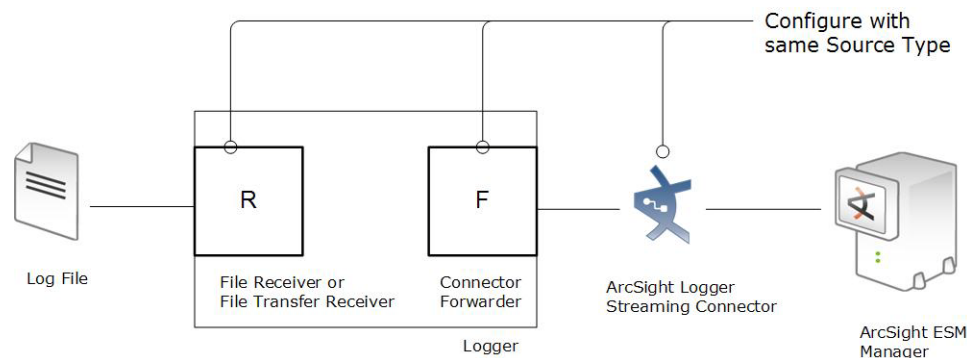 Configure with
same Source Type
R
F
Log File
File Receiver or
File Transfer Receiver
Connector
Forwarder
ArcSight Logger
Streaming Connector
Logger
ArcSight ESM
Manager